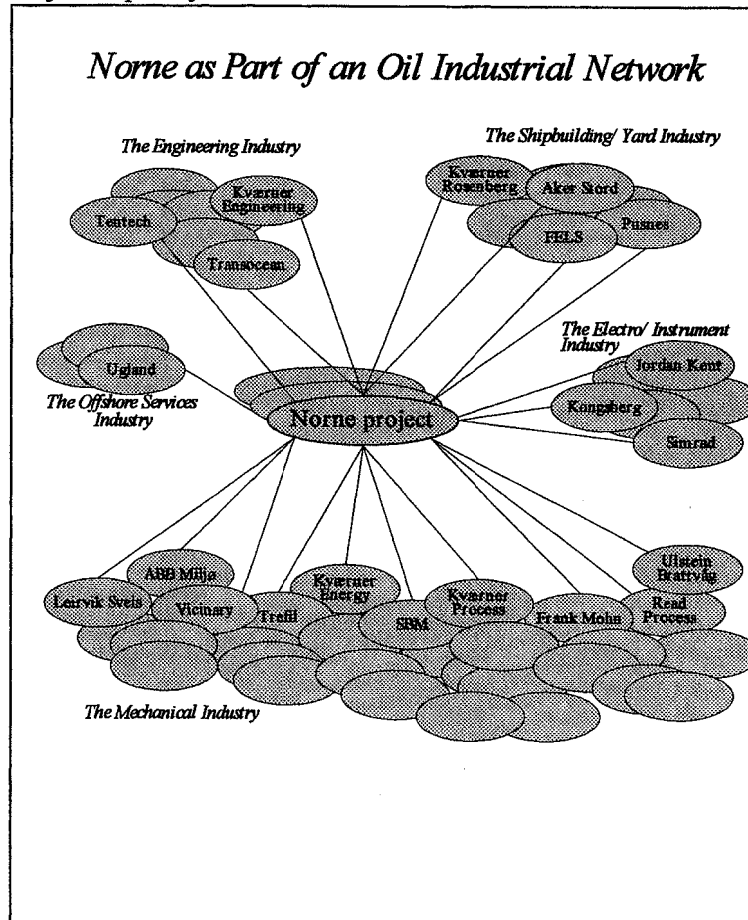 Norne as Part of an Oil Industrial Network
The Engineering Industry
The Shipbuilding/ Yard Industry
Kværner
Engineering
Tentech
Transocean
Kværner
Rosenberg
Aker Stord
Pusnes
FELS
Ugland
The Offshore Services
Industry
The Electro/ Instrument
Industry
Jordan Kent
Kongsberg
Simrad
Norne project
Ulstein
Brattvåg
ABB Miljø
Kværner
Energy
Kværner
Process
Leirvik Sveis
Vicinary
Trefil
SBM
Frank Mohn
Read
Process
The Mechanical Industry